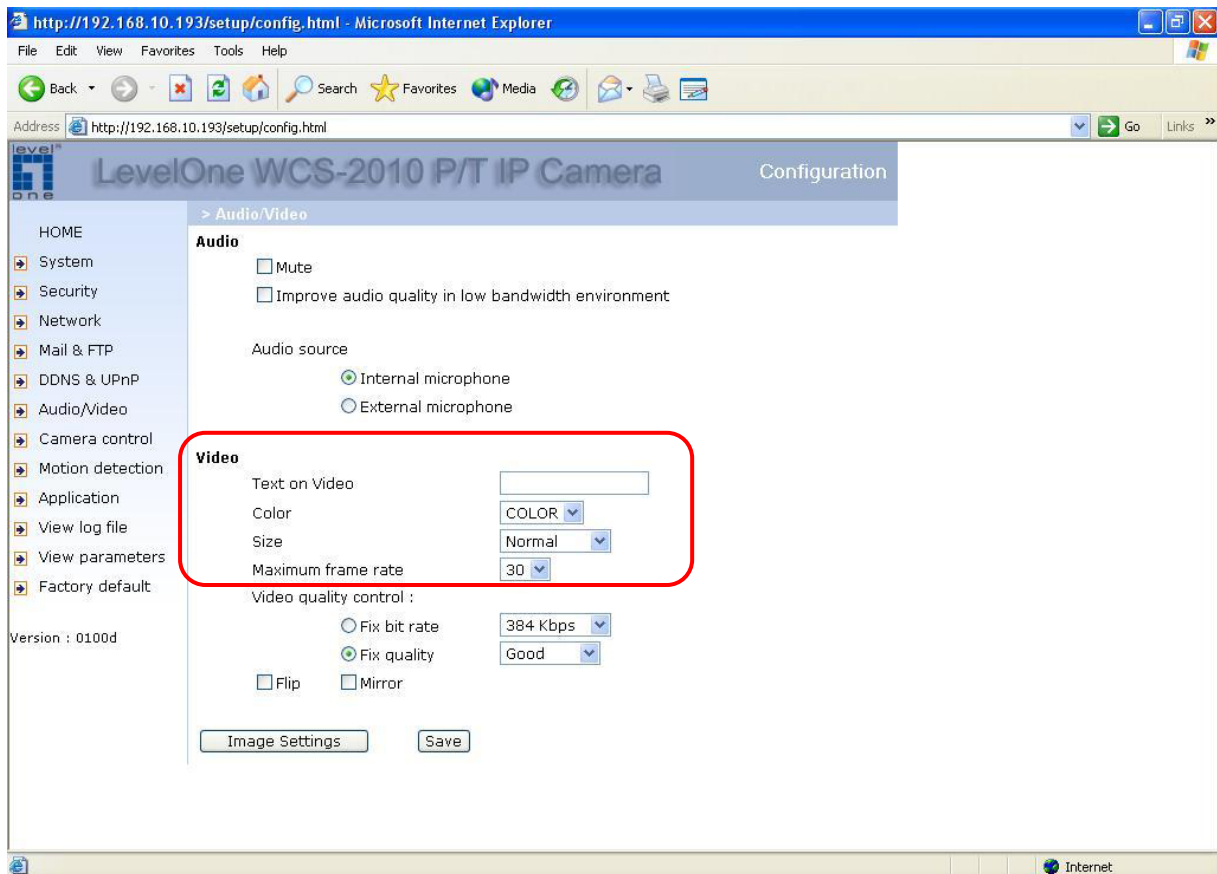 http://192.168.10.193/setup/config.html - Microsoft Internet Explorer
File Edit View Favorites Tools Help
Back Search Favorites Media
Address http://192.168.10.193/setup/config.html Go Links »
level"
one
LevelOne WCS-2010 P/T IP Camera Configuration
> Audio/Video
HOME
System
Security
Network
Mail & FTP
DDNS & UPnP
Audio/Video
Camera control
Motion detection
Application
View log file
View parameters
Factory default
Version : 0100d
Audio
Mute
Improve audio quality in low bandwidth environment
Audio source
Internal microphone
External microphone
Video
Text on Video
Color COLOR
Size Normal
Maximum frame rate 30
Video quality control :
Fix bit rate 384 Kbps
Fix quality Good
Flip Mirror
Image Settings Save
Internet